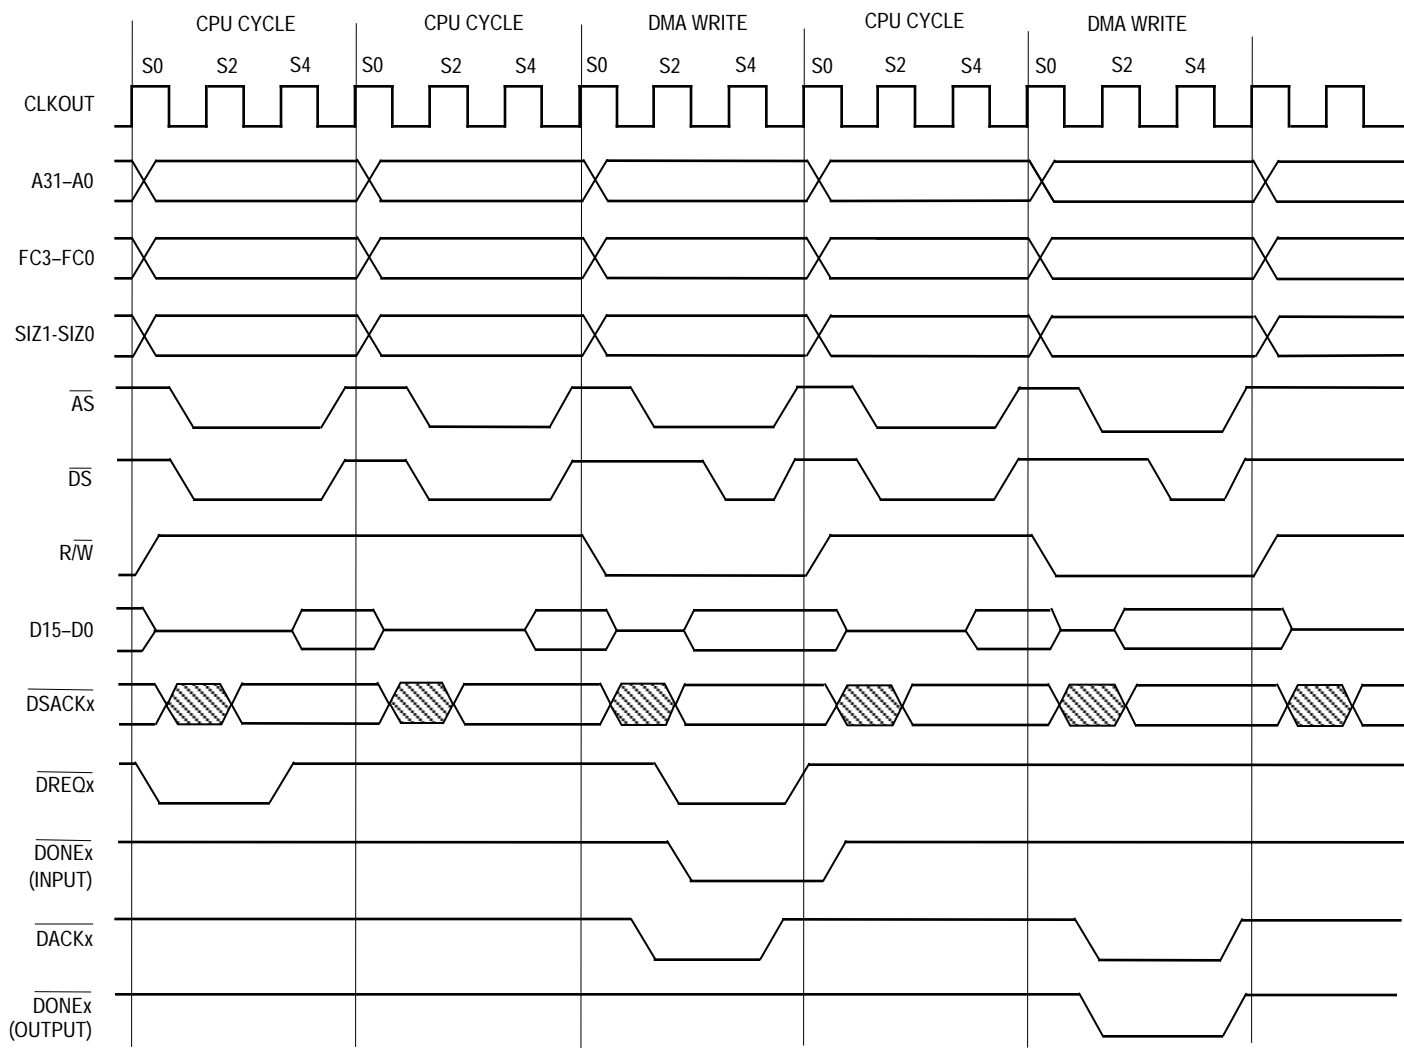 CPU CYCLE CPU CYCLE DMA WRITE CPU CYCLE DMA WRITE
S0 S2 S4 S0 S2 S4 S0 S2 S4 S0 S2 S4 S0 S2 S4
CLKOUT
A31–A0
FC3–FC0
SIZ1-SIZ0
AS
DS
R/W
D15–D0
DSACKx
DREQx
DONEx
(INPUT)
DACKx
DONEx
(OUTPUT)